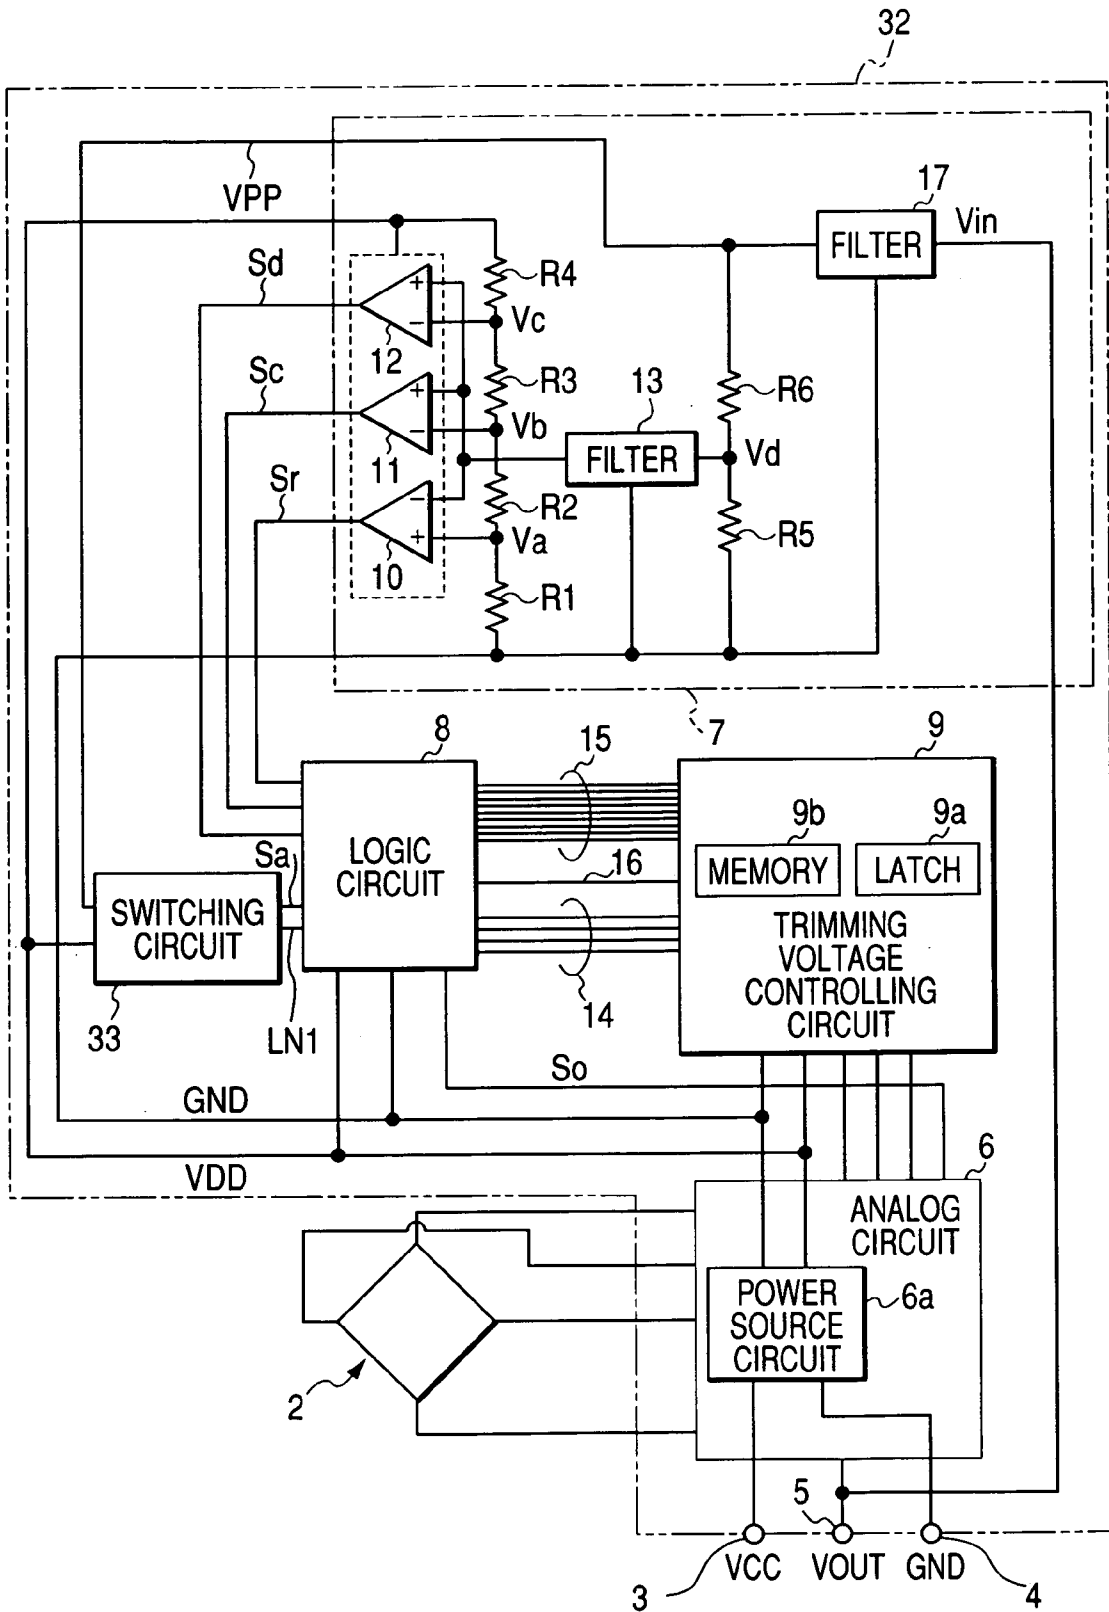 32
VPP
17
FILTER
Vin
Sd
+
−
12
R4
Vc
Sc
+
−
11
R3
Vb
13
FILTER
R6
Vd
Sr
−
+
10
R2
Va
R5
R1
7
8
15
9
LOGIC
CIRCUIT
16
14
9b
9a
MEMORY
LATCH
TRIMMING
VOLTAGE
CONTROLLING
CIRCUIT
Sa
SWITCHING
CIRCUIT
33
LN1
So
GND
VDD
6
ANALOG
CIRCUIT
POWER
SOURCE
CIRCUIT
6a
2
5
3
VCC
VOUT
GND
4